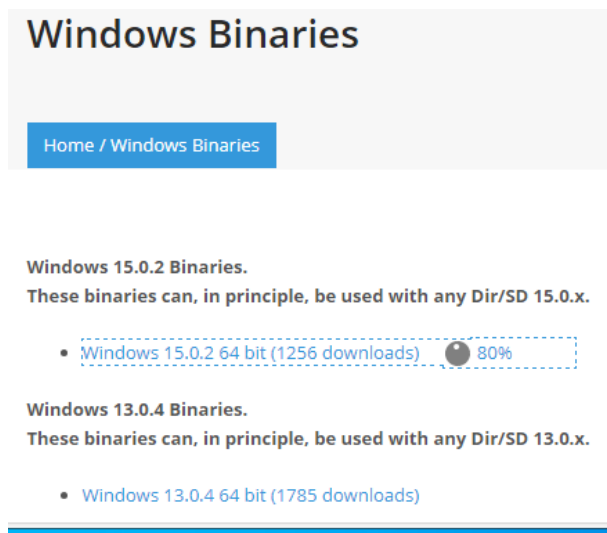 Windows Binaries
Home / Windows Binaries
Windows 15.0.2 Binaries.
These binaries can, in principle, be used with any Dir/SD 15.0.x.
Windows 15.0.2 64 bit (1256 downloads) 80%
Windows 13.0.4 Binaries.
These binaries can, in principle, be used with any Dir/SD 13.0.x.
Windows 13.0.4 64 bit (1785 downloads)